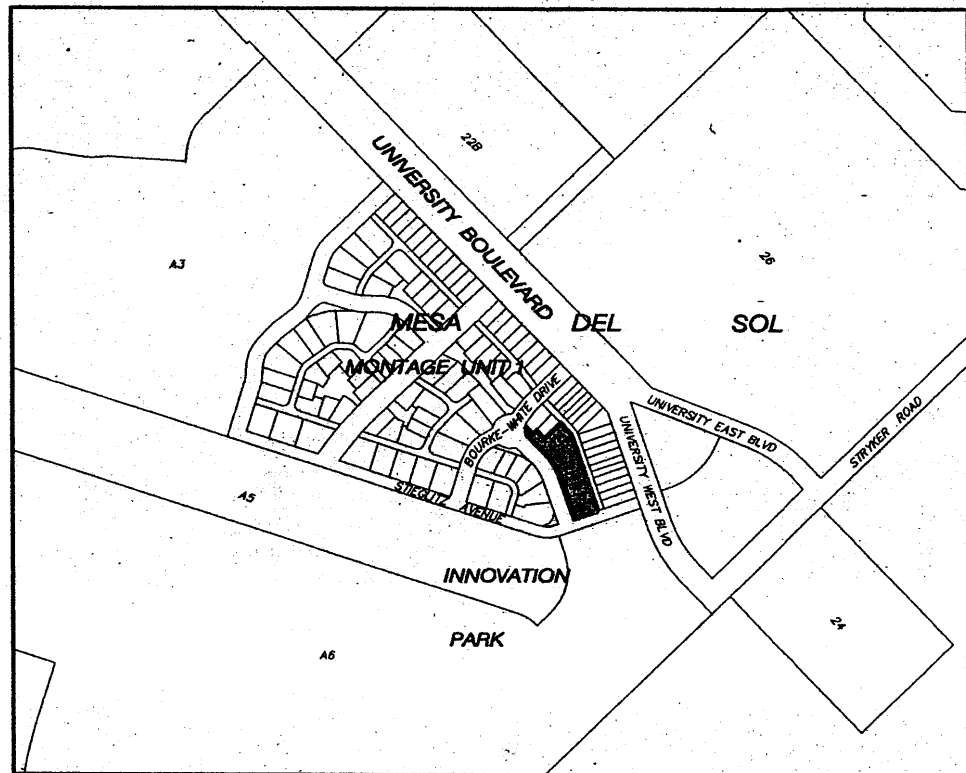 22B
UNIVERSITY BOULEVARD
A3
26
MESA DEL SOL
MONTAGE UNIT 1
BOURKE-WHITE DRIVE
UNIVERSITY EAST BLVD
UNIVERSITY WEST BLVD
STRYKER ROAD
STIEGLITZ AVENUE
A5
INNOVATION
PARK
24
A6